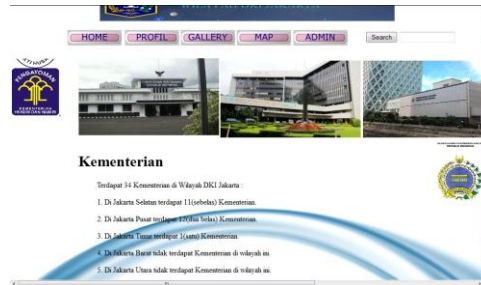 WILAYAH DKI JAKARTA
HOME PROFIL GALLERY MAP ADMIN Search
PENGAYOMAN
Kementerian
Terdapat 34 Kementerian di Wilayah DKI Jakarta :
1. Di Jakarta Selatan terdapat 11(sebelas) Kementerian.
2. Di Jakarta Pusat terdapat 12(dua belas) Kementerian.
3. Di Jakarta Timur terdapat 1(satu) Kementerian.
4. Di Jakarta Barat tidak terdapat Kementerian di wilayah ini.
5. Di Jakarta Utara tidak terdapat Kementerian di wilayah ini.